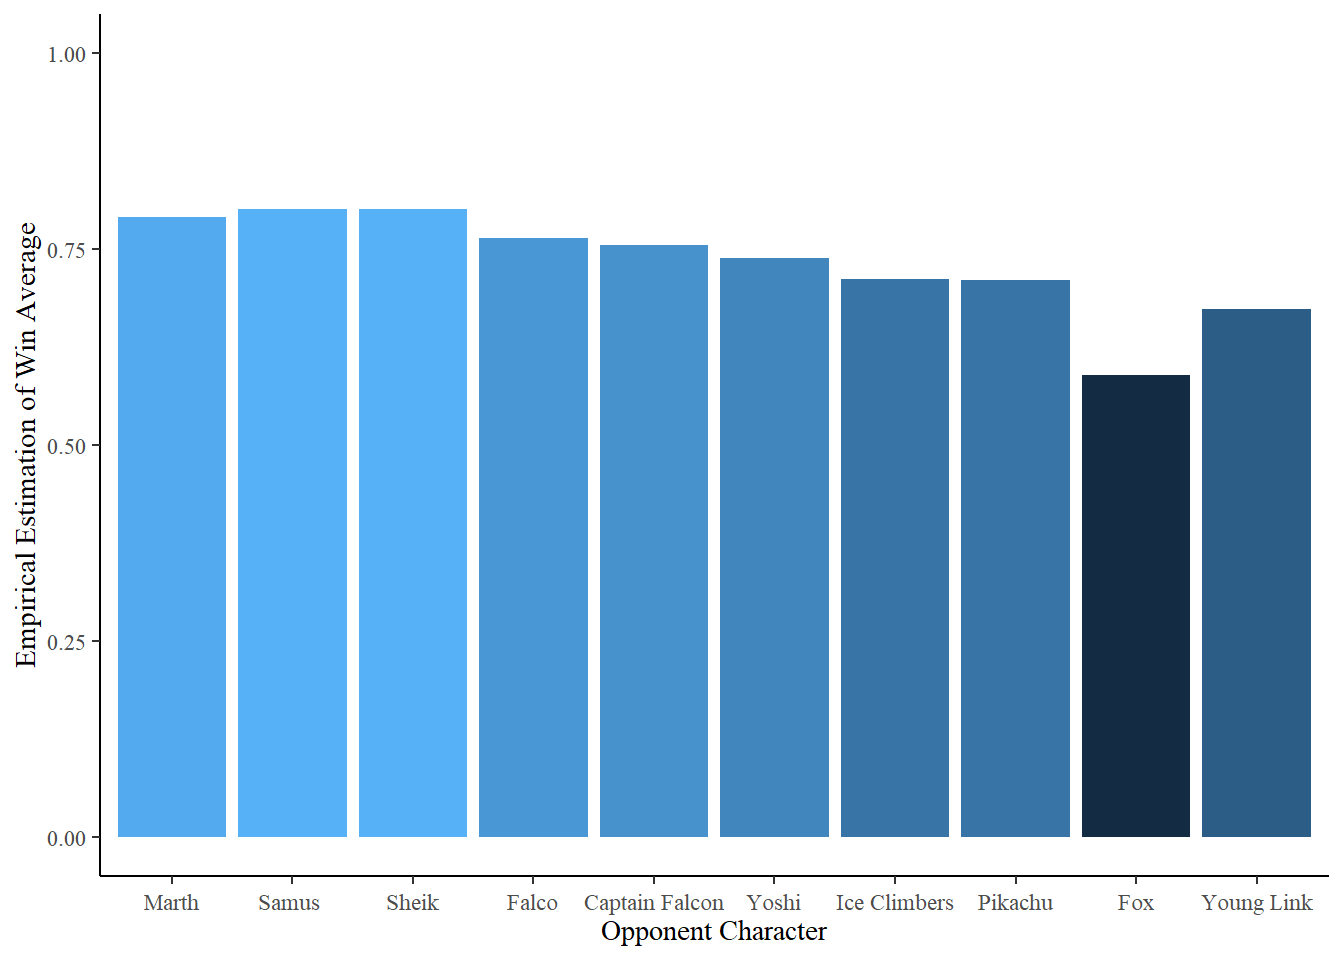 Empirical Estimation of Win Average
1.00
0.75
0.50
0.25
0.00
Marth Samus Sheik Falco Captain Falcon Yoshi Ice Climbers Pikachu Fox Young Link
Opponent Character